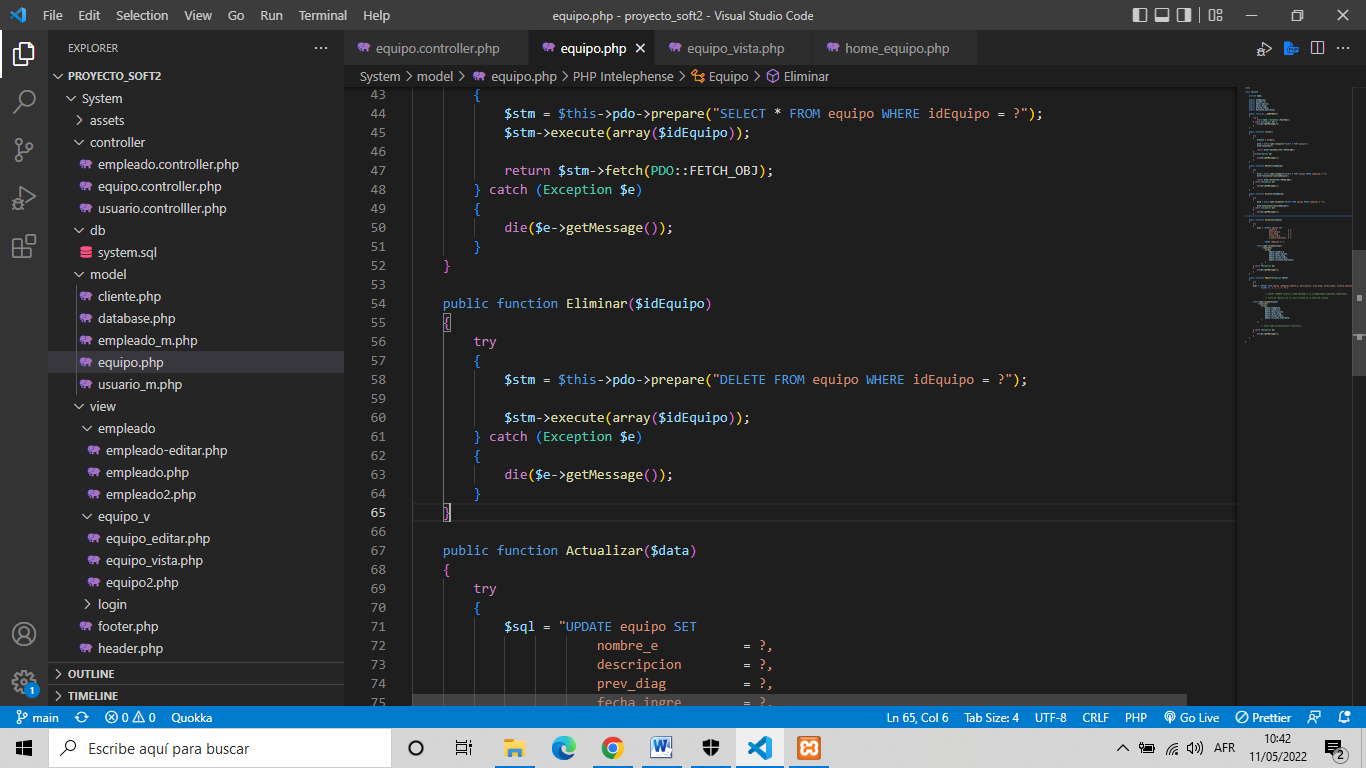 File Edit Selection View Go Run Terminal Help equipo.php - proyecto_soft2 - Visual Studio Code
EXPLORER
PROYECTO_SOFT2
System
assets
controller
empleado.controller.php
equipo.controller.php
usuario.controlller.php
db
system.sql
model
cliente.php
database.php
empleado_m.php
equipo.php
usuario_m.php
view
empleado
empleado-editar.php
empleado.php
empleado2.php
equipo_v
equipo_editar.php
equipo_vista.php
equipo2.php
login
footer.php
header.php
OUTLINE
TIMELINE
equipo.controller.php equipo.php equipo_vista.php home_equipo.php
System > model > equipo.php > PHP Intelephense > Equipo > Eliminar
43 {
44 $stm = $this->pdo->prepare("SELECT * FROM equipo WHERE idEquipo = ?");
45 $stm->execute(array($idEquipo));
46
47 return $stm->fetch(PDO::FETCH_OBJ);
48 } catch (Exception $e)
49 {
50 die($e->getMessage());
51 }
52 }
53
54 public function Eliminar($idEquipo)
55 {
56 try
57 {
58 $stm = $this->pdo->prepare("DELETE FROM equipo WHERE idEquipo = ?");
59
60 $stm->execute(array($idEquipo));
61 } catch (Exception $e)
62 {
63 die($e->getMessage());
64 }
65 }
66
67 public function Actualizar($data)
68 {
69 try
70 {
71 $sql = "UPDATE equipo SET
72 nombre_e = ?,
73 descripcion = ?,
74 prev_diag = ?,
75 fecha_ingre = ?,
1
main 0 0 Quokka Ln 65, Col 6 Tab Size: 4 UTF-8 CRLF PHP Go Live Prettier
Escribe aquí para buscar
AFR
10:42
11/05/2022
2